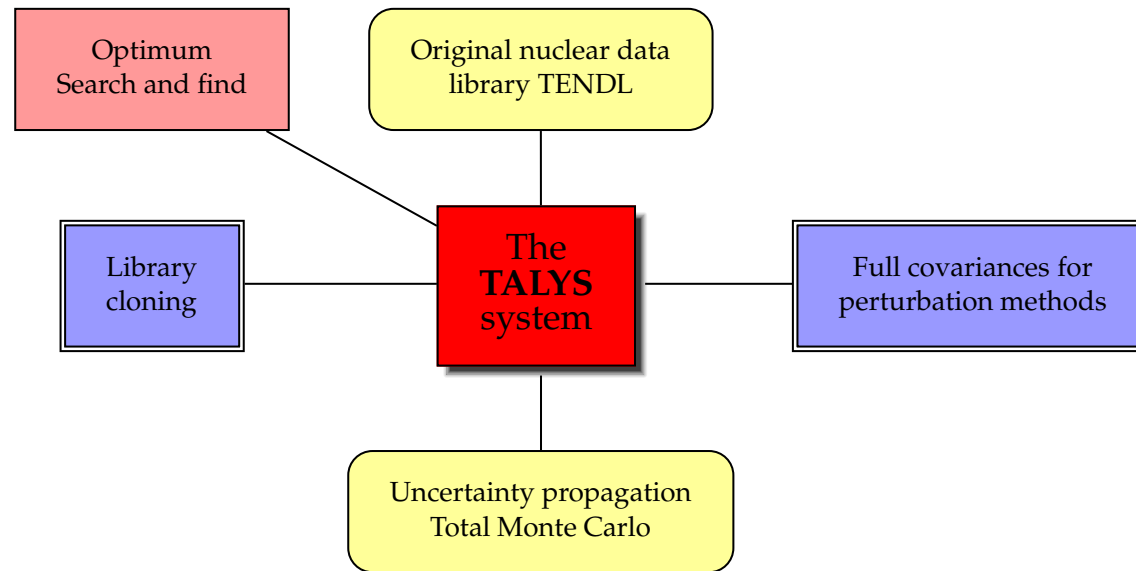 Optimum
Search and find
Original nuclear data
library TENDL
Library
cloning
The
TALYS
system
Full covariances for
perturbation methods
Uncertainty propagation
Total Monte Carlo